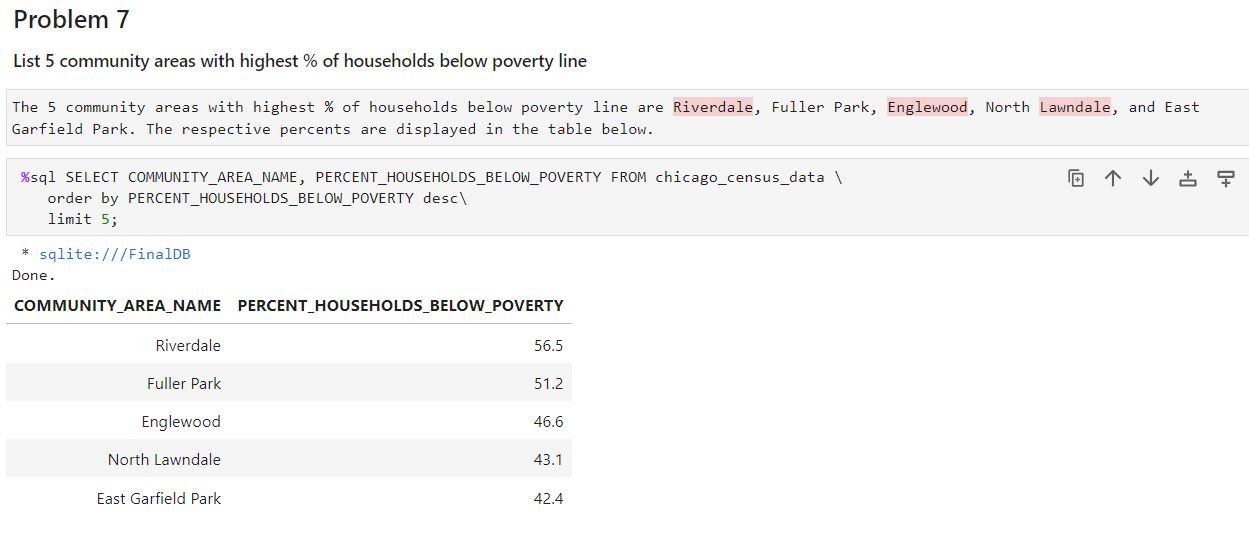 Problem 7
List 5 community areas with highest % of households below poverty line
The 5 community areas with highest % of households below poverty line are Riverdale, Fuller Park, Englewood, North Lawndale, and East
Garfield Park. The respective percents are displayed in the table below.
%sql SELECT COMMUNITY_AREA_NAME, PERCENT_HOUSEHOLDS_BELOW_POVERTY FROM chicago_census_data \
order by PERCENT_HOUSEHOLDS_BELOW_POVERTY desc\
limit 5;
* sqlite:///FinalDB
Done.
COMMUNITY_AREA_NAME PERCENT_HOUSEHOLDS_BELOW_POVERTY
Riverdale 56.5
Fuller Park 51.2
Englewood 46.6
North Lawndale 43.1
East Garfield Park 42.4